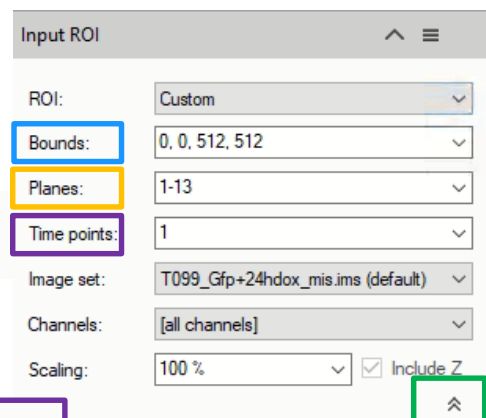 Input ROI
ROI: Custom
Bounds: 0, 0, 512, 512
Planes: 1-13
Time points: 1
Image set: T099_Gfp+24hdox_mis.ims (default)
Channels: [all channels]
Scaling: 100 % Include Z